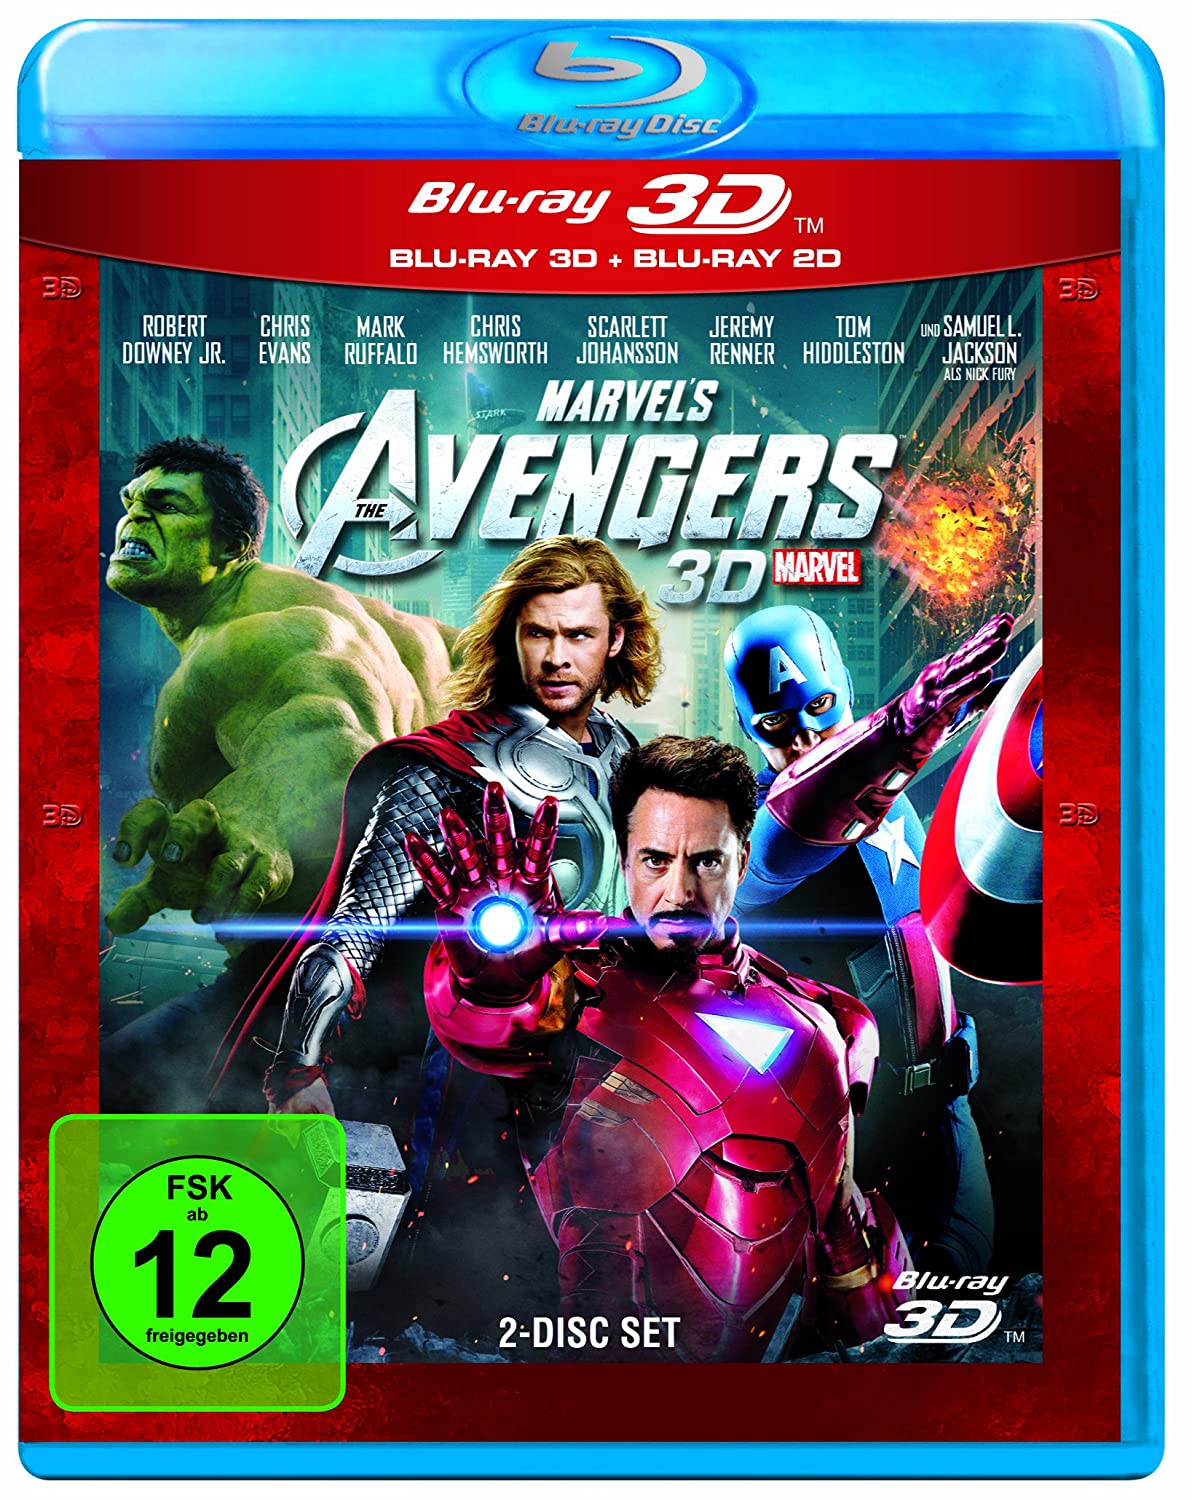 Blu-ray Disc
Blu-ray 3D TM
BLU-RAY 3D + BLU-RAY 2D
3D
3D
ROBERT DOWNEY JR.
CHRIS EVANS
MARK RUFFALO
CHRIS HEMSWORTH
SCARLETT JOHANSSON
JEREMY RENNER
TOM HIDDLESTON
UND SAMUEL L. JACKSON
ALS NICK FURY
STARK
MARVEL'S
THE AVENGERS™
3D MARVEL
A
3D
3D
FSK
ab
12
freigegeben
2-DISC SET
Blu-ray
3D TM